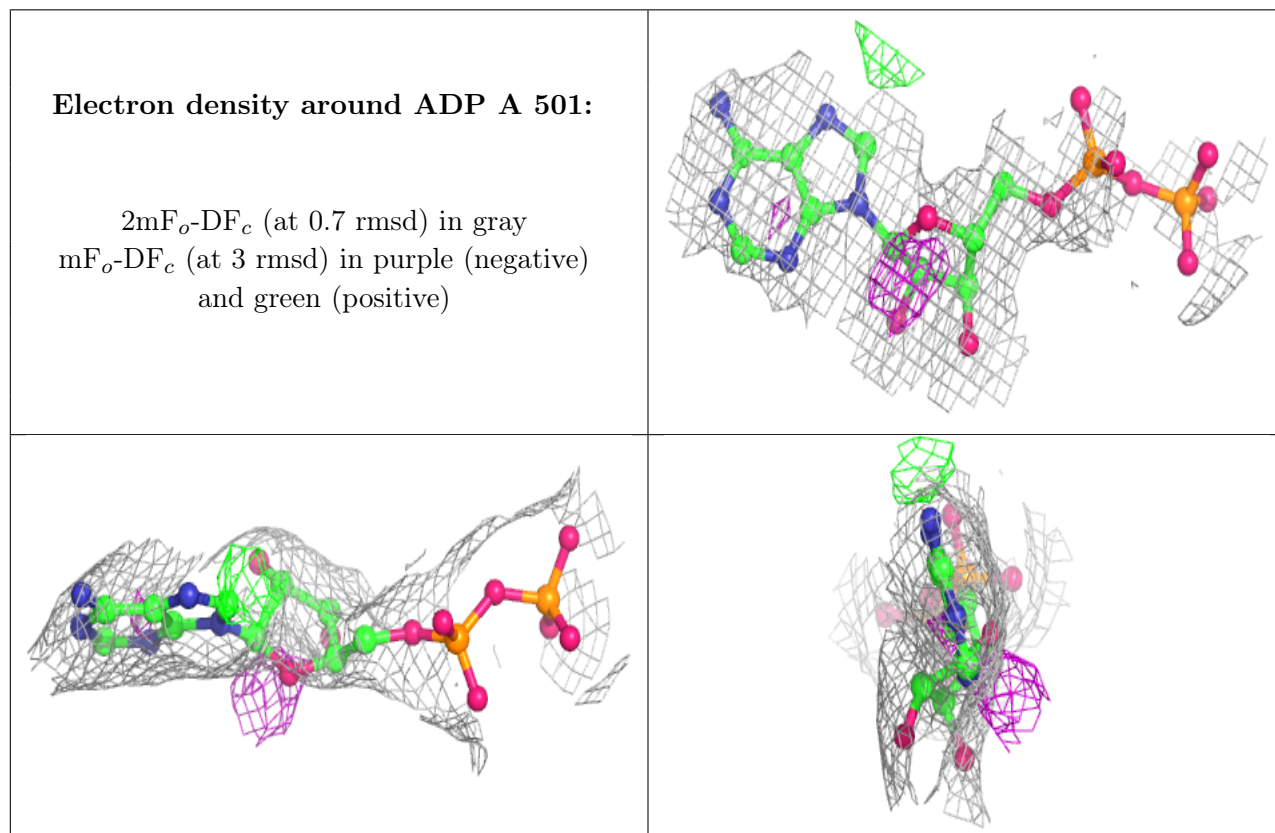 Electron density around ADP A 501:
2mFo-DFc (at 0.7 rmsd) in gray
mFo-DFc (at 3 rmsd) in purple (negative)
and green (positive)